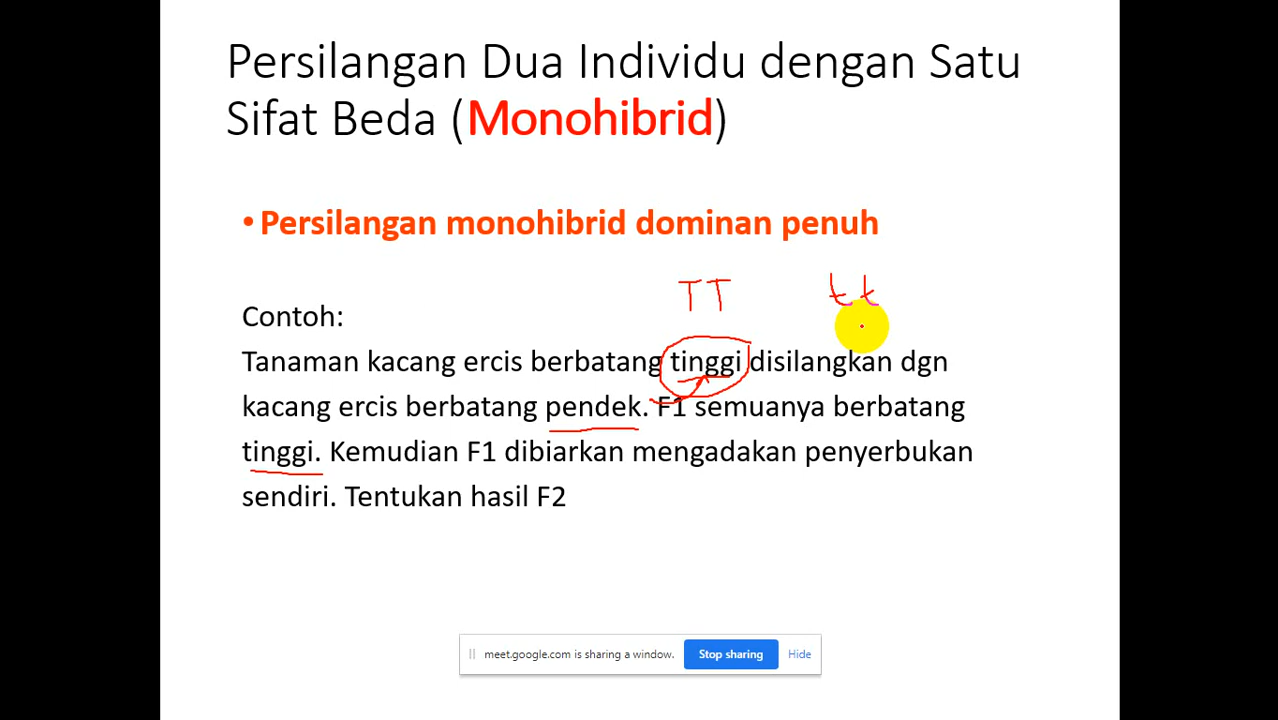 Persilangan Dua Individu dengan Satu
Sifat Beda (Monohibrid)
• Persilangan monohibrid dominan penuh
TT tt
Contoh:
Tanaman kacang ercis berbatang tinggi disilangkan dgn
kacang ercis berbatang pendek. F1 semuanya berbatang
tinggi. Kemudian F1 dibiarkan mengadakan penyerbukan
sendiri. Tentukan hasil F2
meet.google.com is sharing a window. Stop sharing Hide